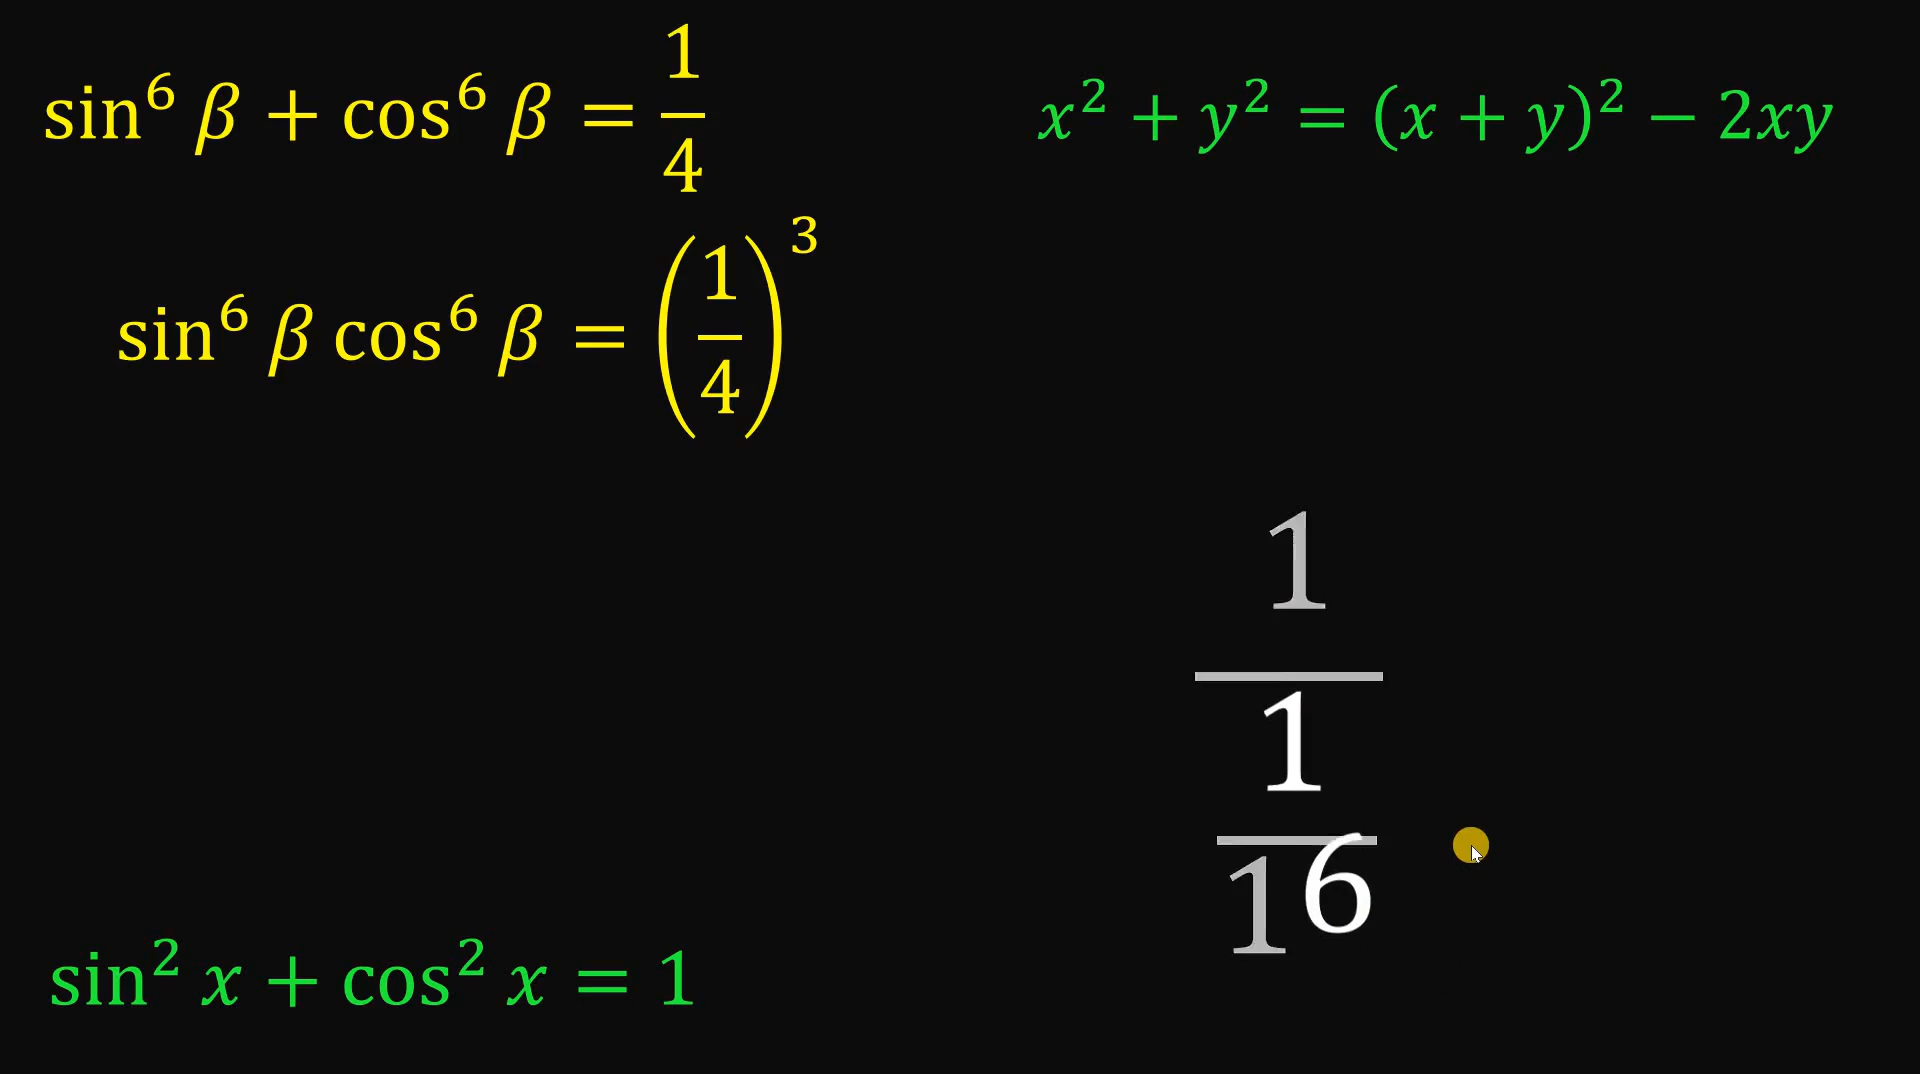 sin⁶ β + cos⁶ β = 1/4
x² + y² = (x + y)² − 2xy
sin⁶ β cos⁶ β = (1/4)³
1
1
16
sin² x + cos² x = 1